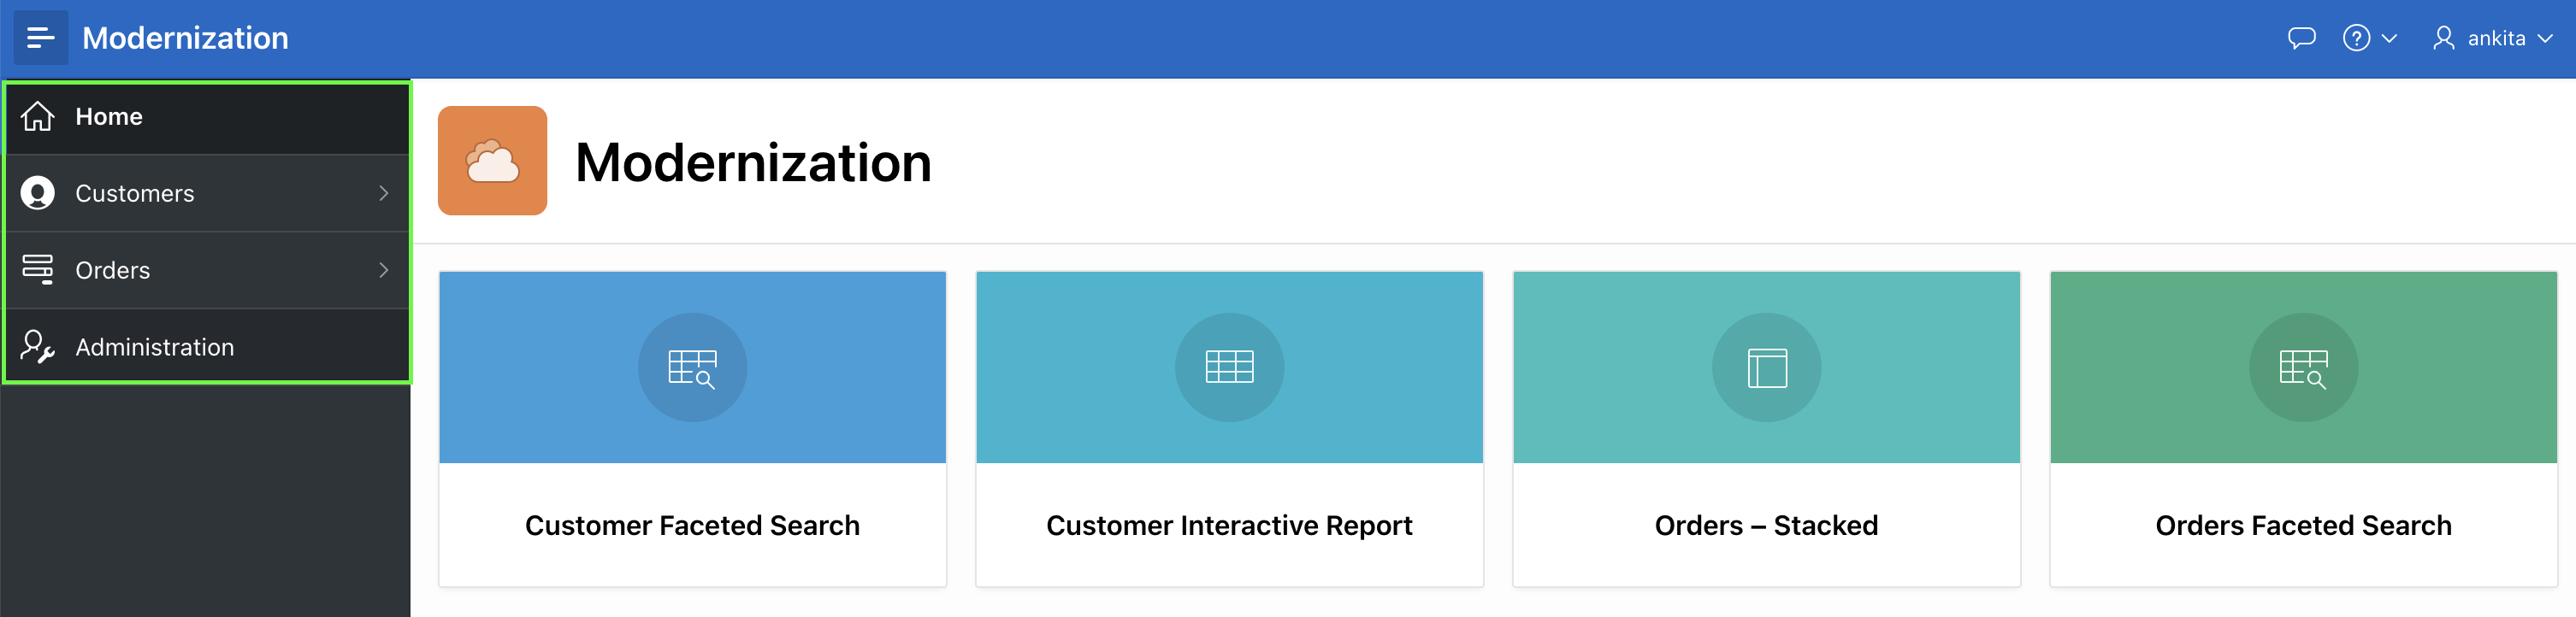 Modernization
? ankita
Home
Customers
Orders
Administration
Modernization
Customer Faceted Search
Customer Interactive Report
Orders – Stacked
Orders Faceted Search